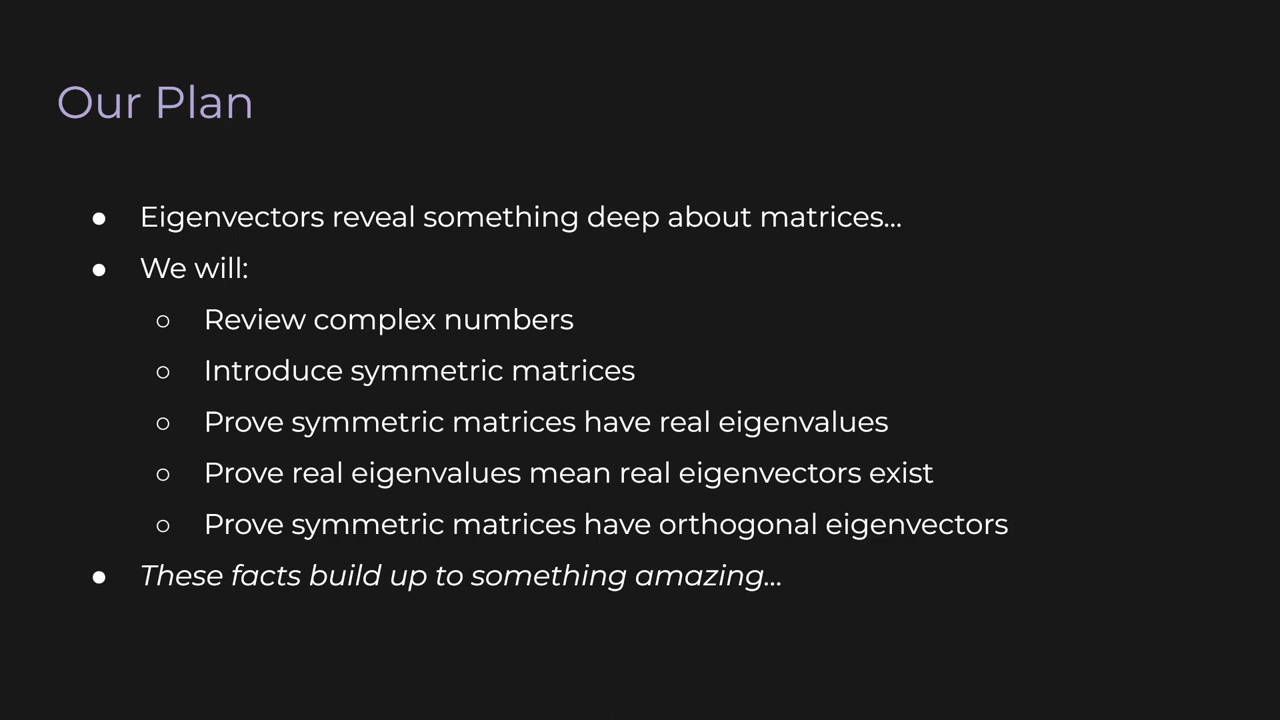 Our Plan
● Eigenvectors reveal something deep about matrices...
● We will:
○ Review complex numbers
○ Introduce symmetric matrices
○ Prove symmetric matrices have real eigenvalues
○ Prove real eigenvalues mean real eigenvectors exist
○ Prove symmetric matrices have orthogonal eigenvectors
● These facts build up to something amazing...